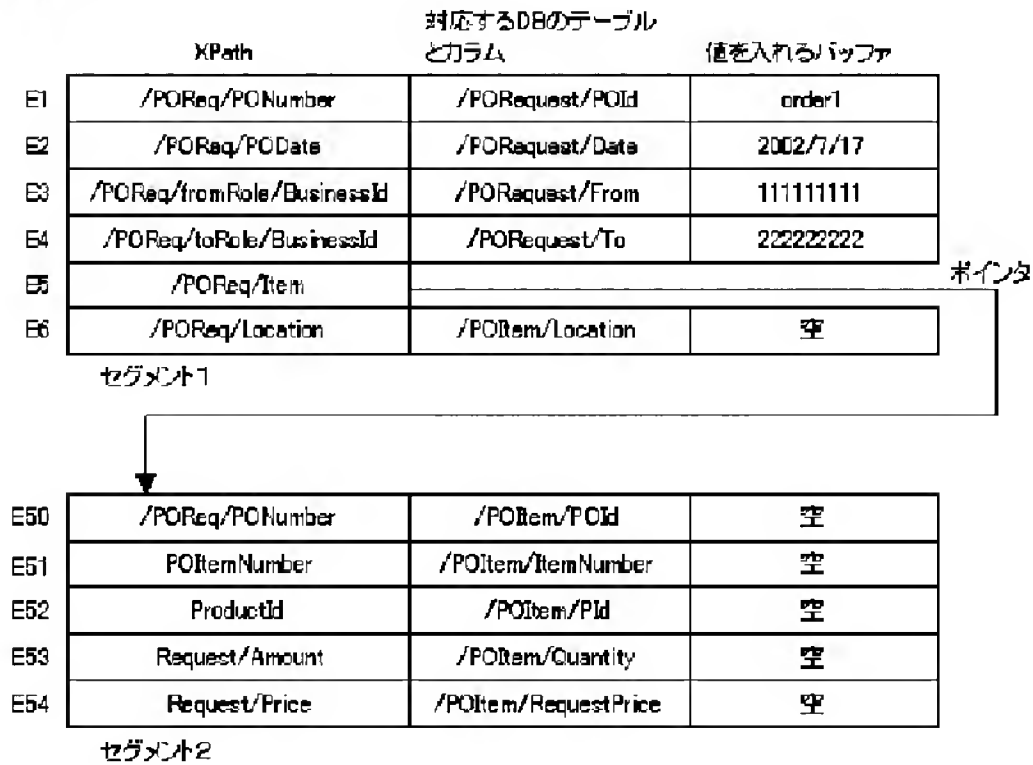 対応するDBのテーブル
XPath とカラム 値を入れるバッファ
E1 /POReq/PONumber /PORequest/POId order1
E2 /POReq/PODate /PORequest/Date 2002/7/17
E3 /POReq/fromRole/BusinessId /PORequest/From 111111111
E4 /POReq/toRole/BusinessId /PORequest/To 222222222
E5 /POReq/Item
ポインタ
E6 /POReq/Location /POItem/Location 空
セグメント1
E50 /POReq/PONumber /POItem/POId 空
E51 POItemNumber /POItem/ItemNumber 空
E52 ProductId /POItem/PId 空
E53 Request/Amount /POItem/Quantity 空
E54 Request/Price /POItem/RequestPrice 空
セグメント2